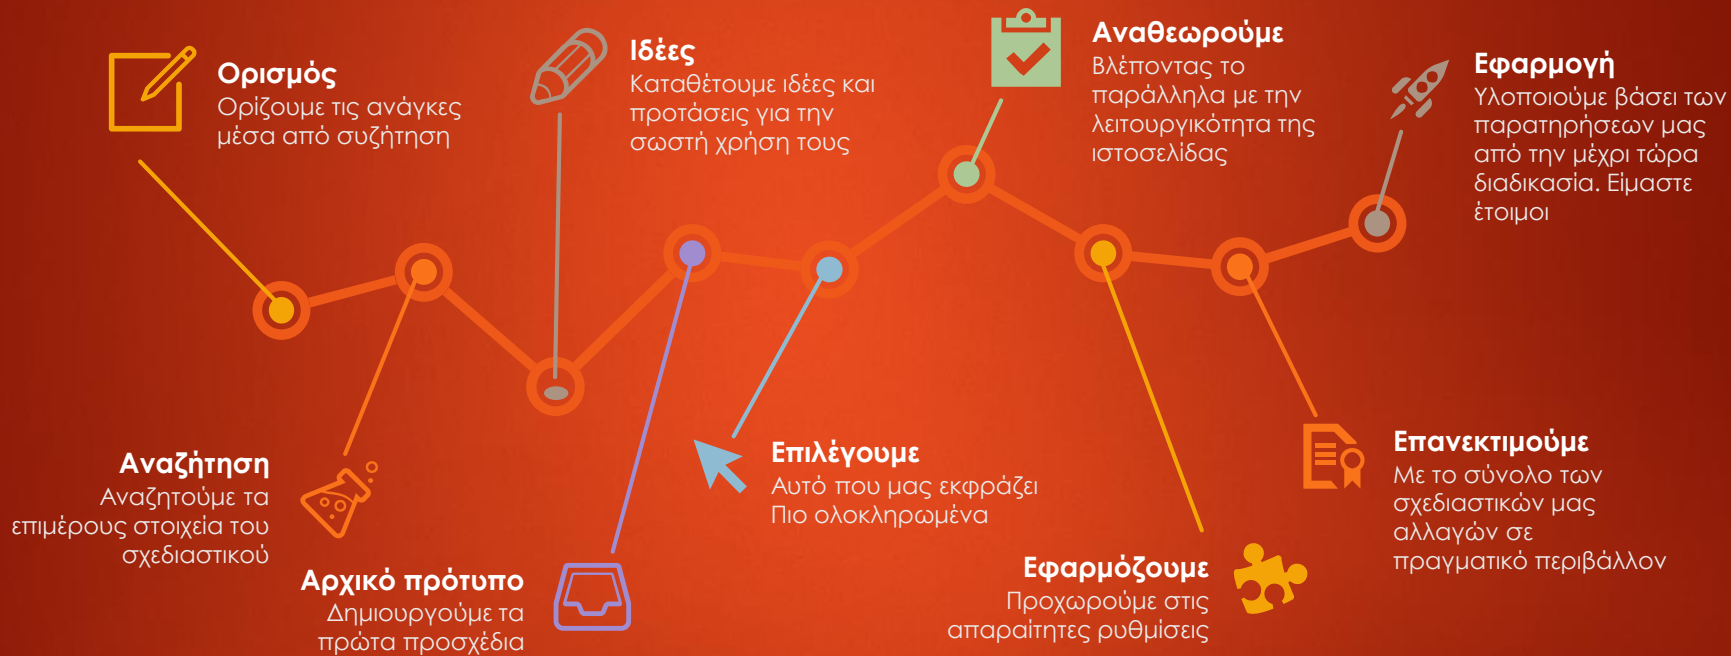 Ορισμός
Ορίζουμε τις ανάγκες
μέσα από συζήτηση
Αναζήτηση
Αναζητούμε τα
επιμέρους στοιχεία του
σχεδιαστικού
Ιδέες
Καταθέτουμε ιδέες και
προτάσεις για την
σωστή χρήση τους
Αρχικό πρότυπο
Δημιουργούμε τα
πρώτα προσχέδια
Επιλέγουμε
Αυτό που μας εκφράζει
Πιο ολοκληρωμένα
Αναθεωρούμε
Βλέποντας το
παράλληλα με την
λειτουργικότητα της
ιστοσελίδας
Εφαρμόζουμε
Προχωρούμε στις
απαραίτητες ρυθμίσεις
Επανεκτιμούμε
Με το σύνολο των
σχεδιαστικών μας
αλλαγών σε
πραγματικό περιβάλλον
Εφαρμογή
Υλοποιούμε βάσει των
παρατηρήσεων μας
από την μέχρι τώρα
διαδικασία. Είμαστε
έτοιμοι